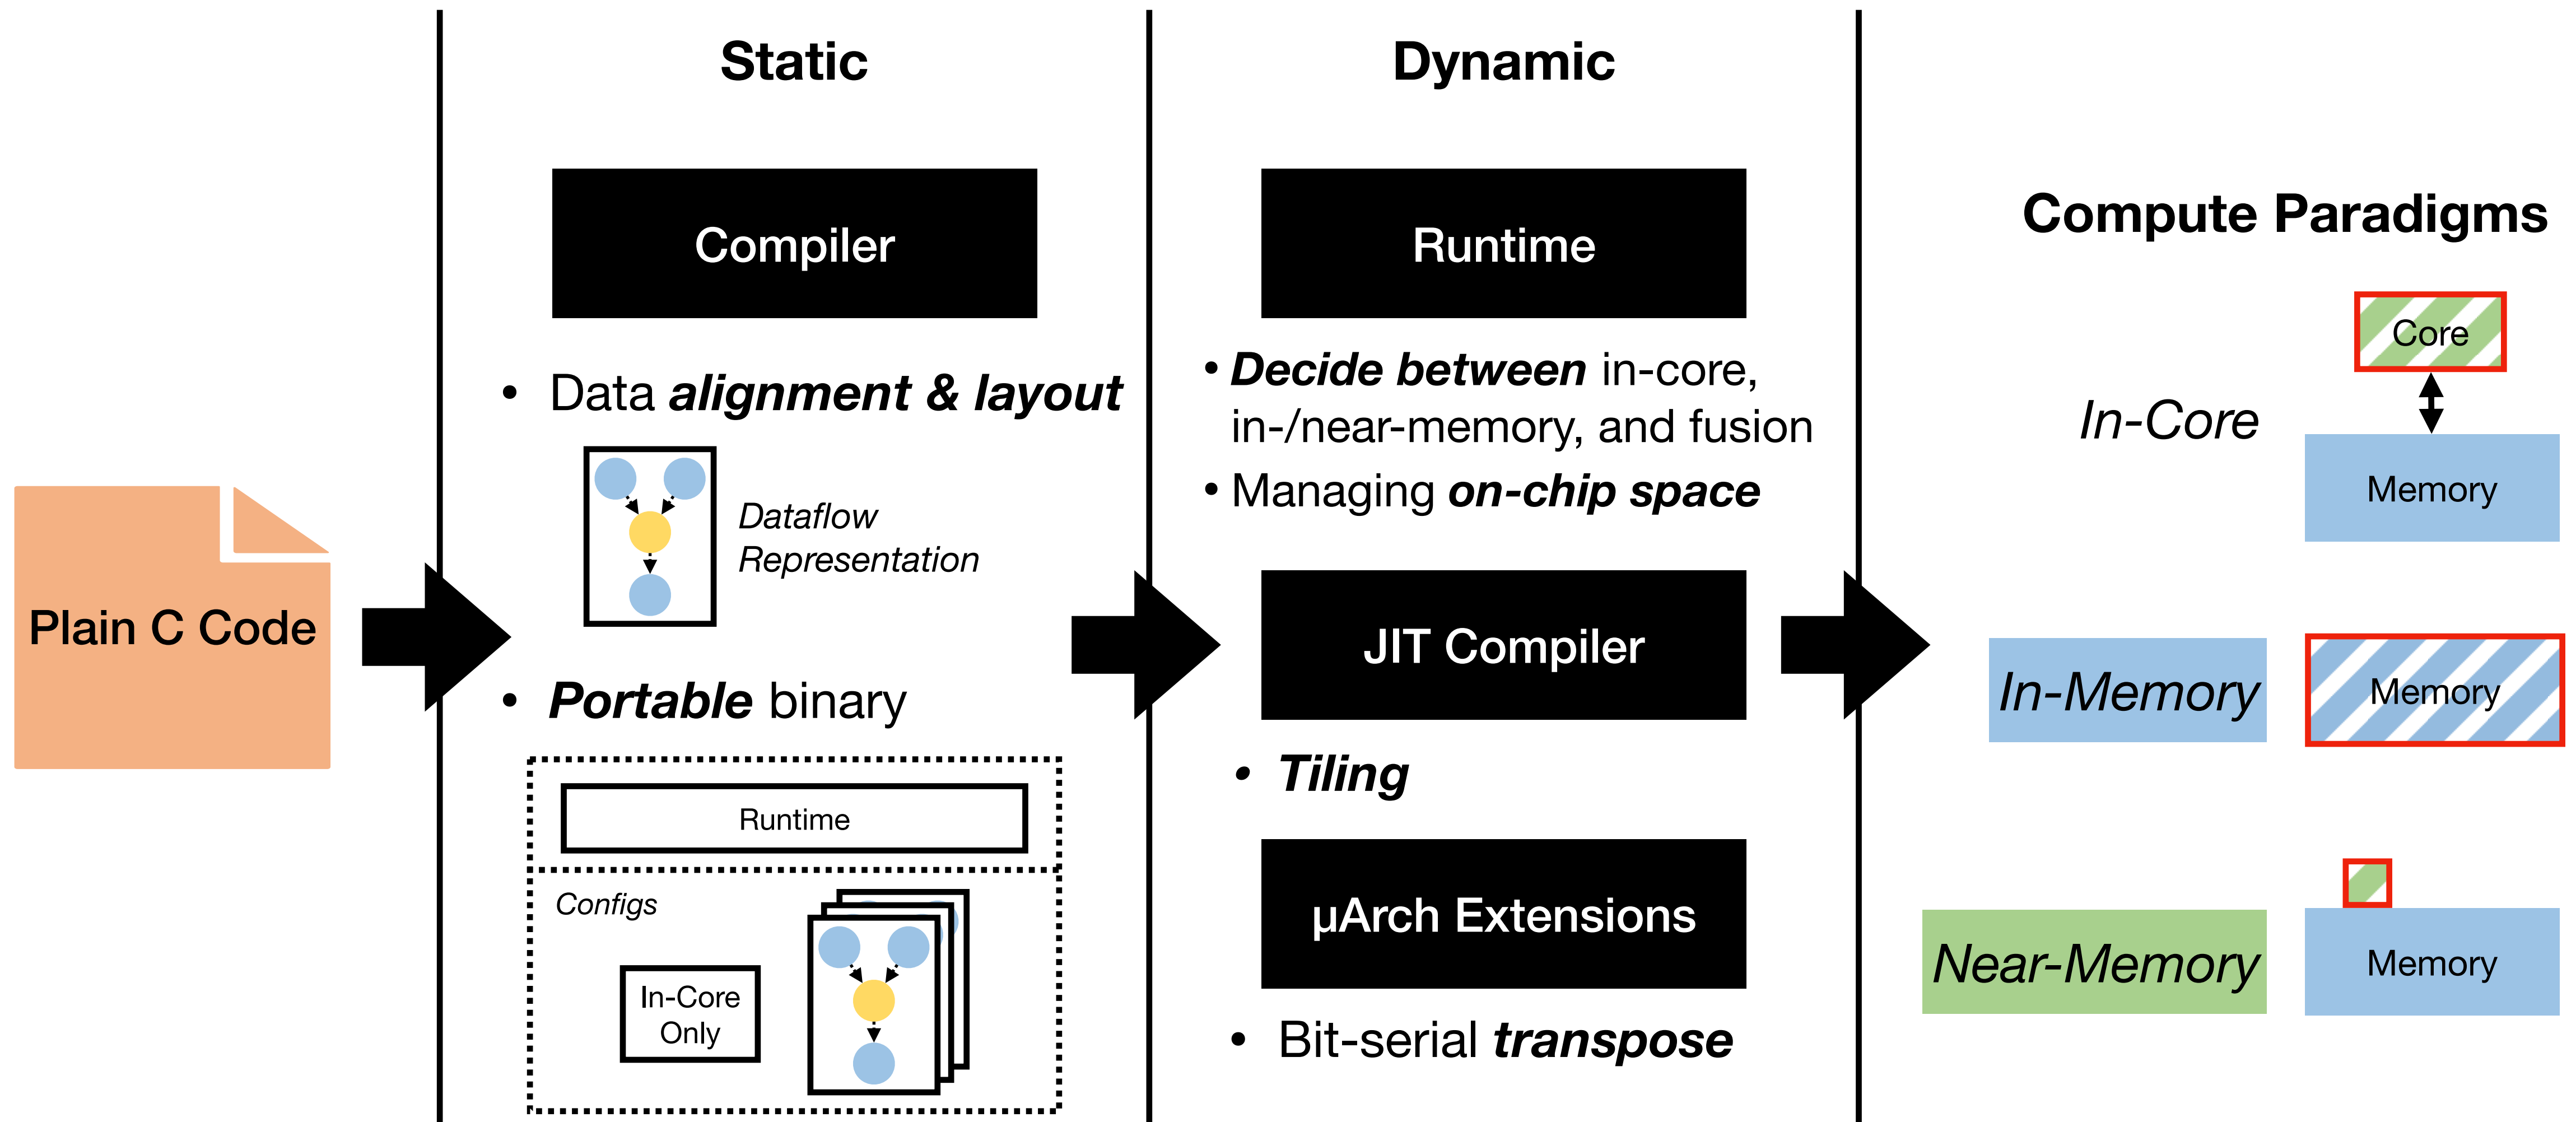 Plain C Code
Static
Compiler
• Data alignment & layout
Dataflow
Representation
• Portable binary
Runtime
Configs
In-Core
Only
Dynamic
Runtime
• Decide between in-core,
in-/near-memory, and fusion
• Managing on-chip space
JIT Compiler
• Tiling
µArch Extensions
• Bit-serial transpose
Compute Paradigms
In-Core
Core
Memory
In-Memory
Memory
Near-Memory
Memory